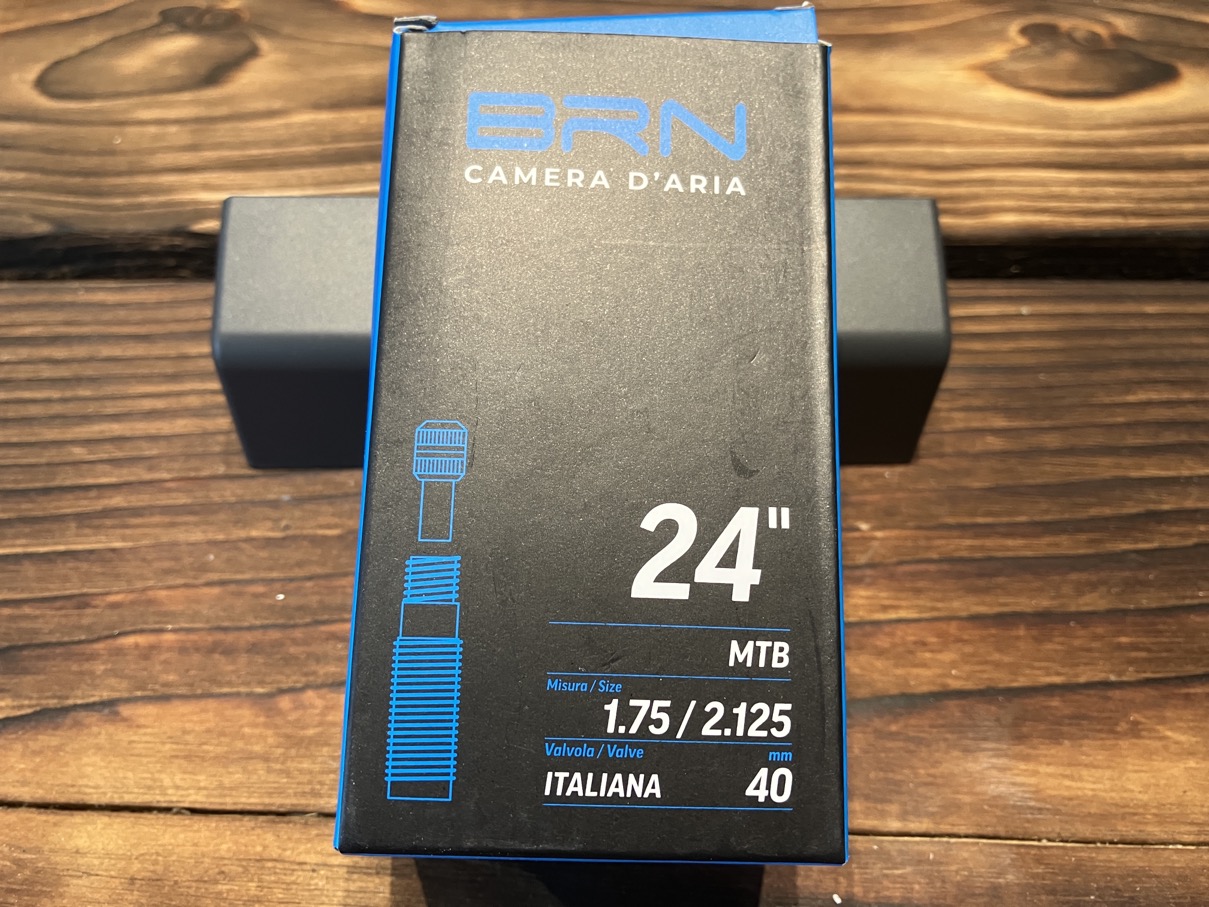 BRN
CAMERA D'ARIA
24"
MTB
Misura / Size
1.75 / 2.125
Valvola / Valve mm
ITALIANA 40